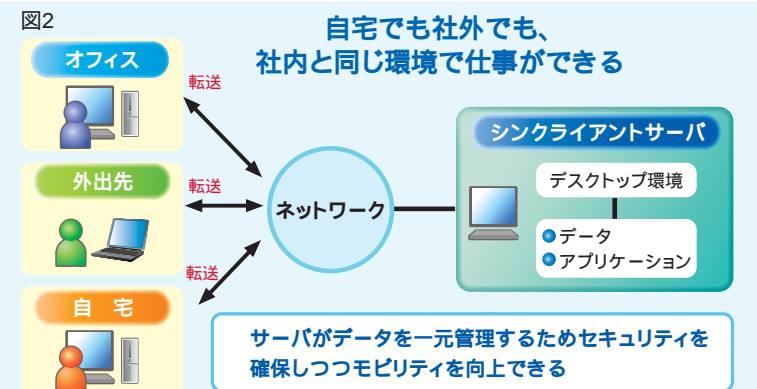 図2
自宅でも社外でも、
社内と同じ環境で仕事ができる
オフィス
転送
外出先
転送
自 宅
転送
ネットワーク
シンクライアントサーバ
デスクトップ環境
データ
アプリケーション
サーバがデータを一元管理するためセキュリティを
確保しつつモビリティを向上できる